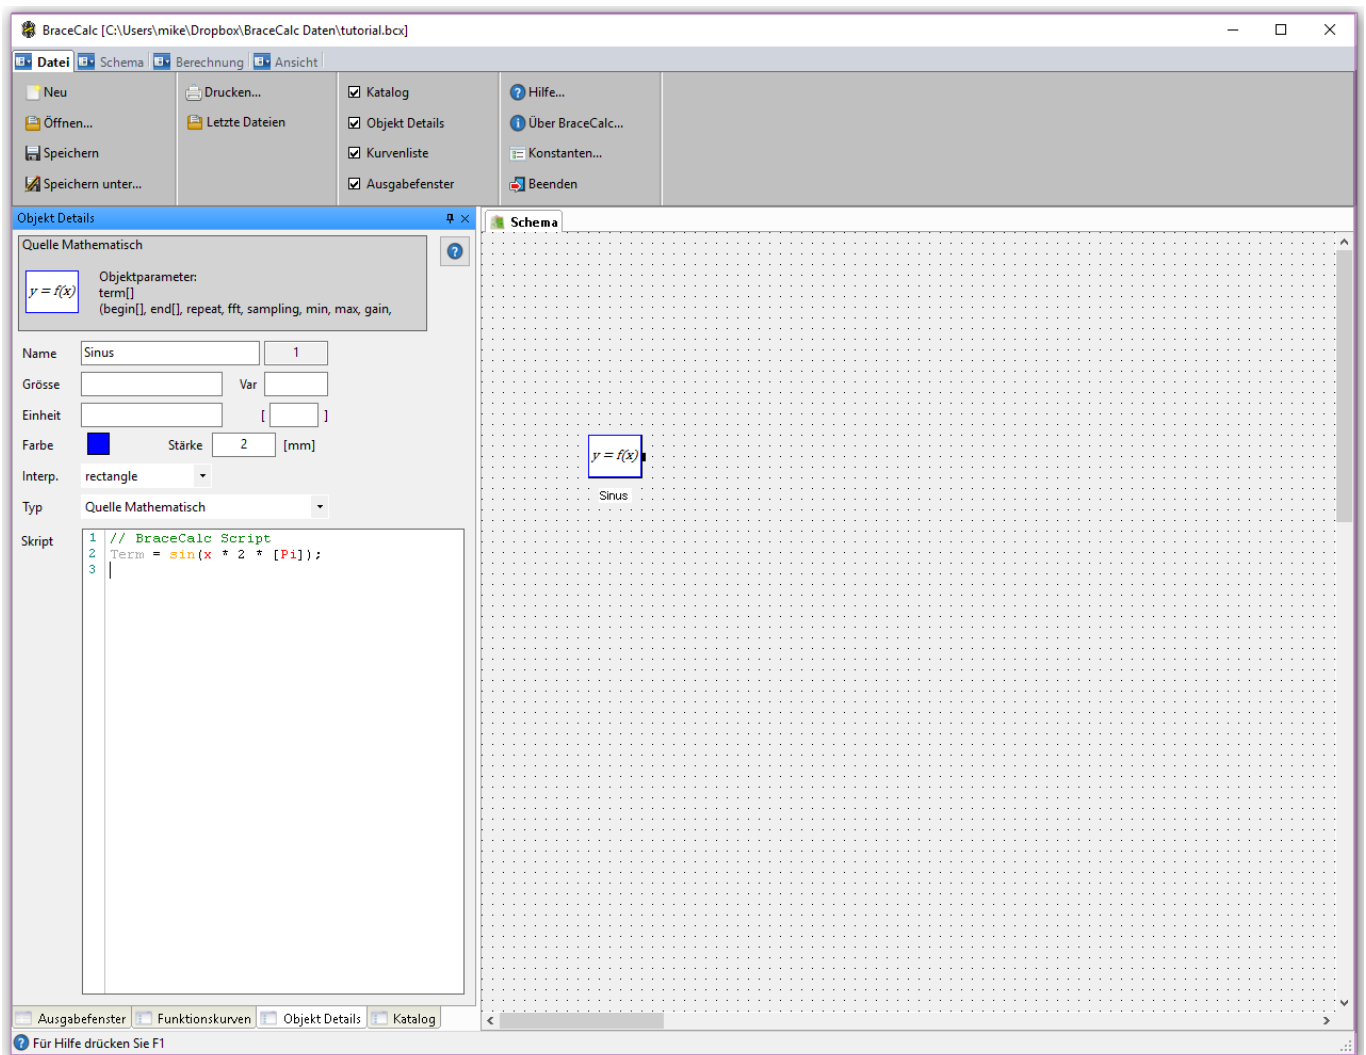 BraceCalc [C:\Users\mike\Dropbox\BraceCalc Daten\tutorial.bcx]
Datei Schema Berechnung Ansicht
Neu
Öffnen...
Speichern
Speichern unter...
Drucken...
Letzte Dateien
Katalog
Objekt Details
Kurvenliste
Ausgabefenster
Hilfe...
Über BraceCalc...
Konstanten...
Beenden
Objekt Details
Quelle Mathematisch
y = f(x)
Objektparameter:
term[]
(begin[], end[], repeat, fft, sampling, min, max, gain,
Name Sinus 1
Grösse Var
Einheit [ ]
Farbe Stärke 2 [mm]
Interp. rectangle
Typ Quelle Mathematisch
Skript
1 // BraceCalc Script
2 Term = sin(x * 2 * [Pi]);
3
Schema
y = f(x)
Sinus
Ausgabefenster Funktionskurven Objekt Details Katalog
Für Hilfe drücken Sie F1